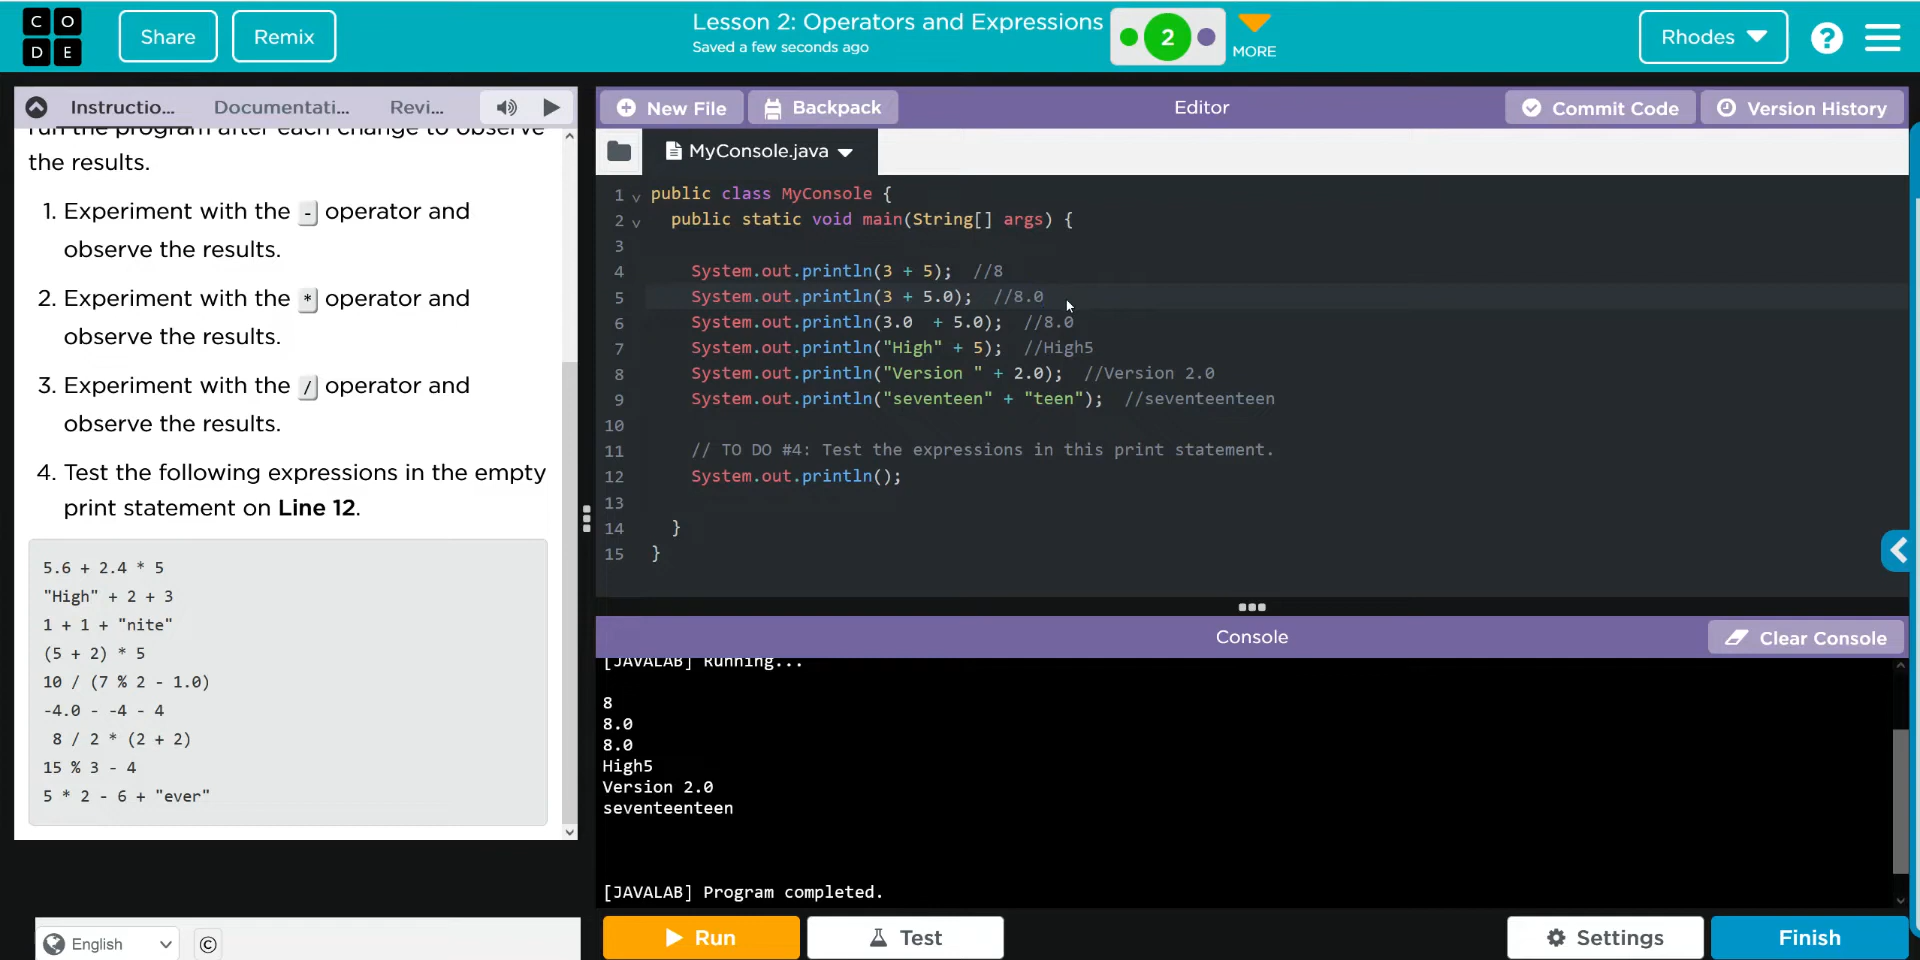 C O
D E
Share
Remix
Lesson 2: Operators and Expressions
Saved a few seconds ago
2
MORE
Rhodes
?
Instructio...
Documentati...
Revi...
run the program after each change to observe
the results.
1. Experiment with the - operator and
observe the results.
2. Experiment with the * operator and
observe the results.
3. Experiment with the / operator and
observe the results.
4. Test the following expressions in the empty
print statement on Line 12.
5.6 + 2.4 * 5
"High" + 2 + 3
1 + 1 + "nite"
(5 + 2) * 5
10 / (7 % 2 - 1.0)
-4.0 - -4 - 4
8 / 2 * (2 + 2)
15 % 3 - 4
5 * 2 - 6 + "ever"
English
©
New File
Backpack
Editor
Commit Code
Version History
MyConsole.java
1 public class MyConsole {
2 public static void main(String[] args) {
3
4 System.out.println(3 + 5); //8
5 System.out.println(3 + 5.0); //8.0
6 System.out.println(3.0 + 5.0); //8.0
7 System.out.println("High" + 5); //High5
8 System.out.println("Version " + 2.0); //Version 2.0
9 System.out.println("seventeen" + "teen"); //seventeenteen
10
11 // TO DO #4: Test the expressions in this print statement.
12 System.out.println();
13
14 }
15 }
Console
Clear Console
[JAVALAB] Running...
8
8.0
8.0
High5
Version 2.0
seventeenteen
[JAVALAB] Program completed.
Run
Test
Settings
Finish